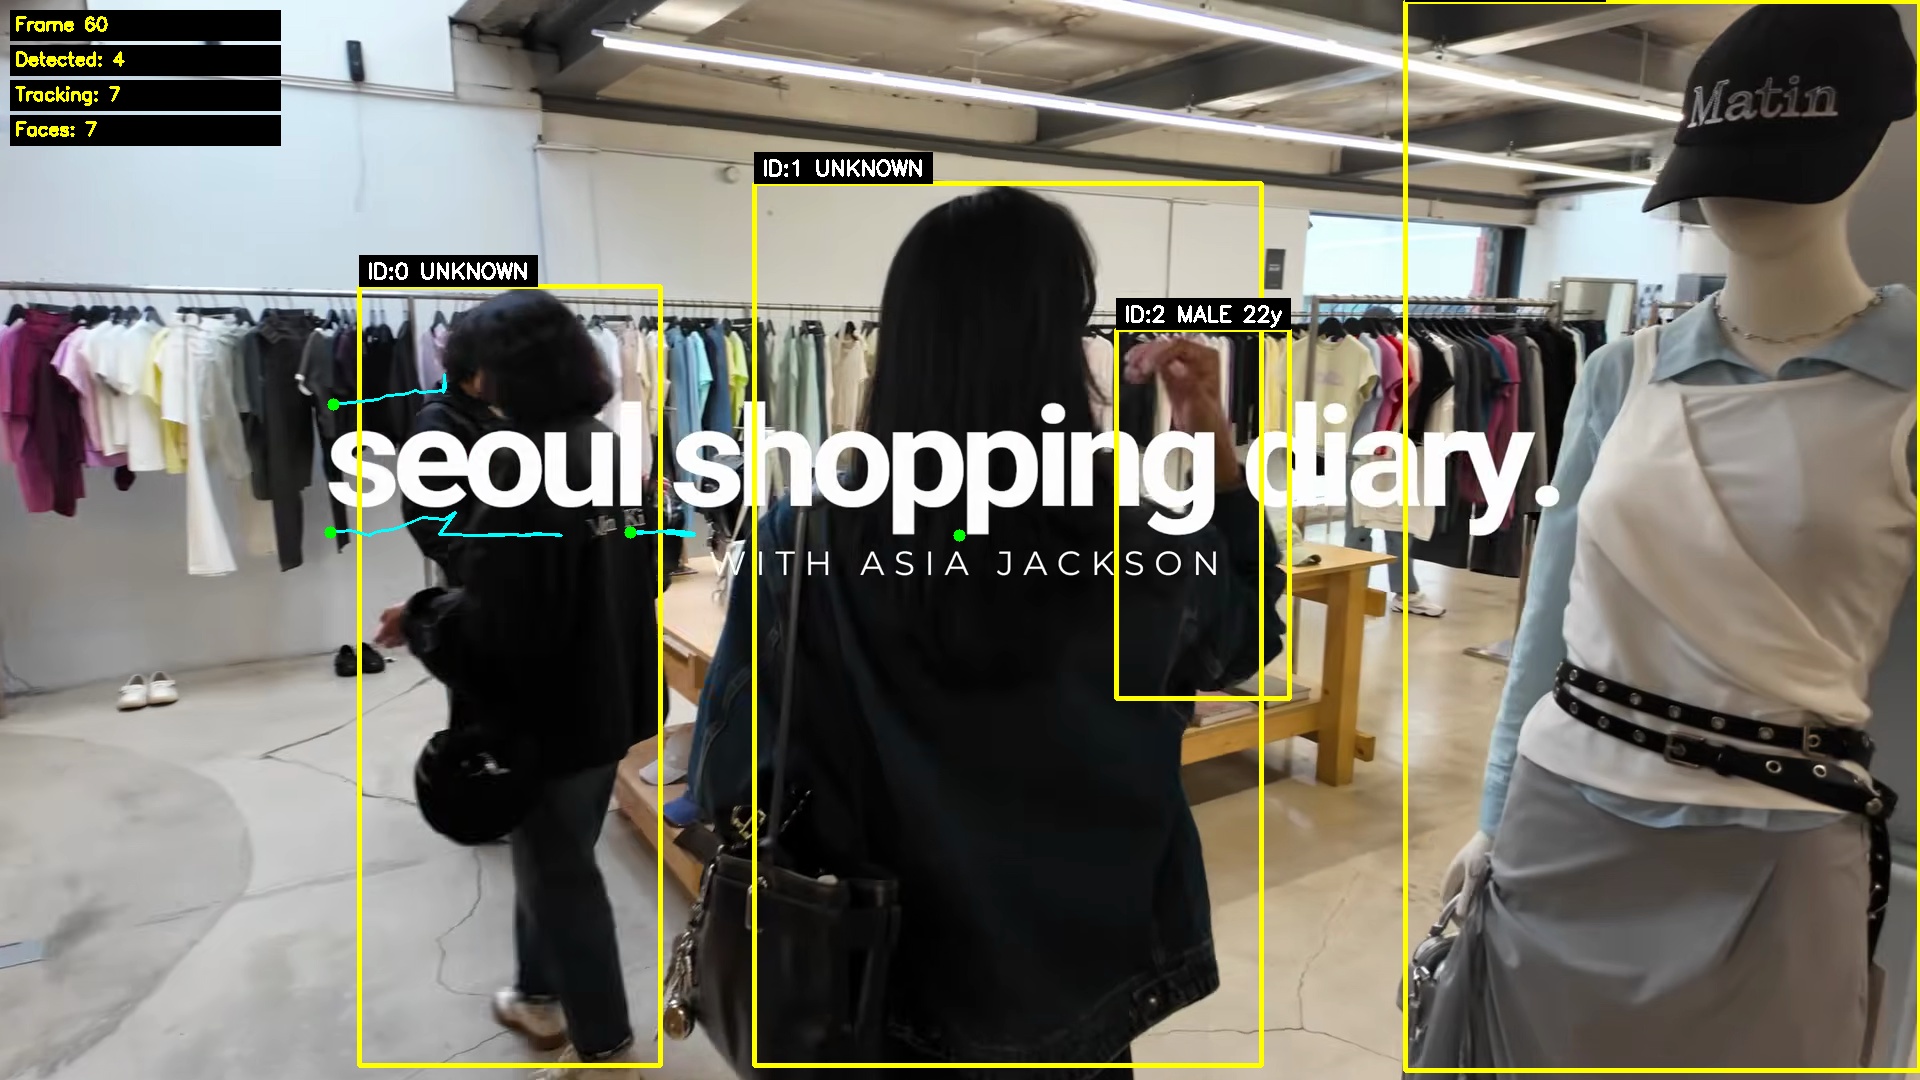 Frame 60
Detected: 4
Tracking: 7
Faces: 7
Matin
ID:1 UNKNOWN
ID:0 UNKNOWN
ID:2 MALE 22y
seoul shopping diary.
WITH ASIA JACKSON